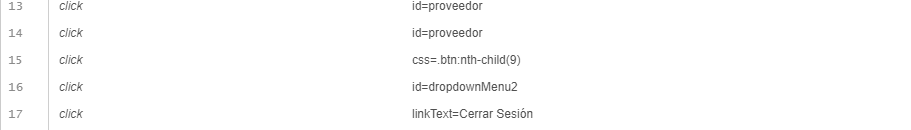 13 click id=proveedor
14 click id=proveedor
15 click css=.btn:nth-child(9)
16 click id=dropdownMenu2
17 click linkText=Cerrar Sesión